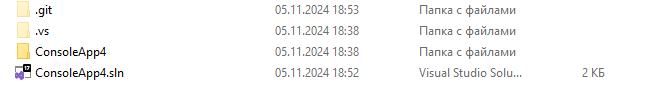 .git 05.11.2024 18:53 Папка с файлами
.vs 05.11.2024 18:38 Папка с файлами
ConsoleApp4 05.11.2024 18:38 Папка с файлами
ConsoleApp4.sln 05.11.2024 18:52 Visual Studio Solu... 2 КБ